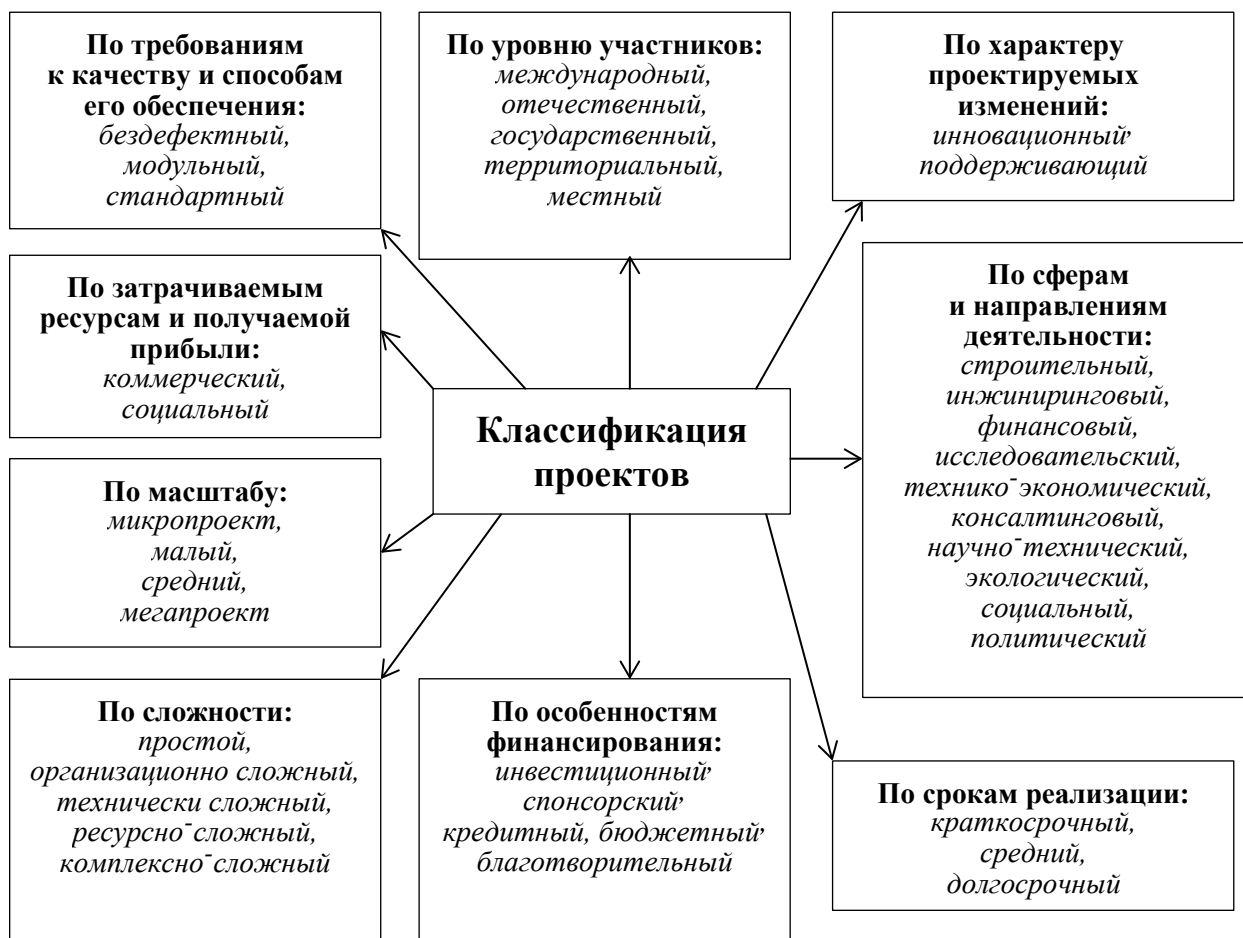 По требованиям
к качеству и способам
его обеспечения:
бездефектный,
модульный,
стандартный
По уровню участников:
международный,
отечественный,
государственный,
территориальный,
местный
По характеру
проектируемых
изменений:
инновационный,
поддерживающий
По затрачиваемым
ресурсам и получаемой
прибыли:
коммерческий,
социальный
Классификация
проектов
По сферам
и направлениям
деятельности:
строительный,
инжиниринговый,
финансовый,
исследовательский,
технико-экономический,
консалтинговый,
научно-технический,
экологический,
социальный,
политический
По масштабу:
микропроект,
малый,
средний,
мегапроект
По сложности:
простой,
организационно сложный,
технически сложный,
ресурсно-сложный,
комплексно-сложный
По особенностям
финансирования:
инвестиционный,
спонсорский,
кредитный, бюджетный,
благотворительный
По срокам реализации:
краткосрочный,
средний,
долгосрочный